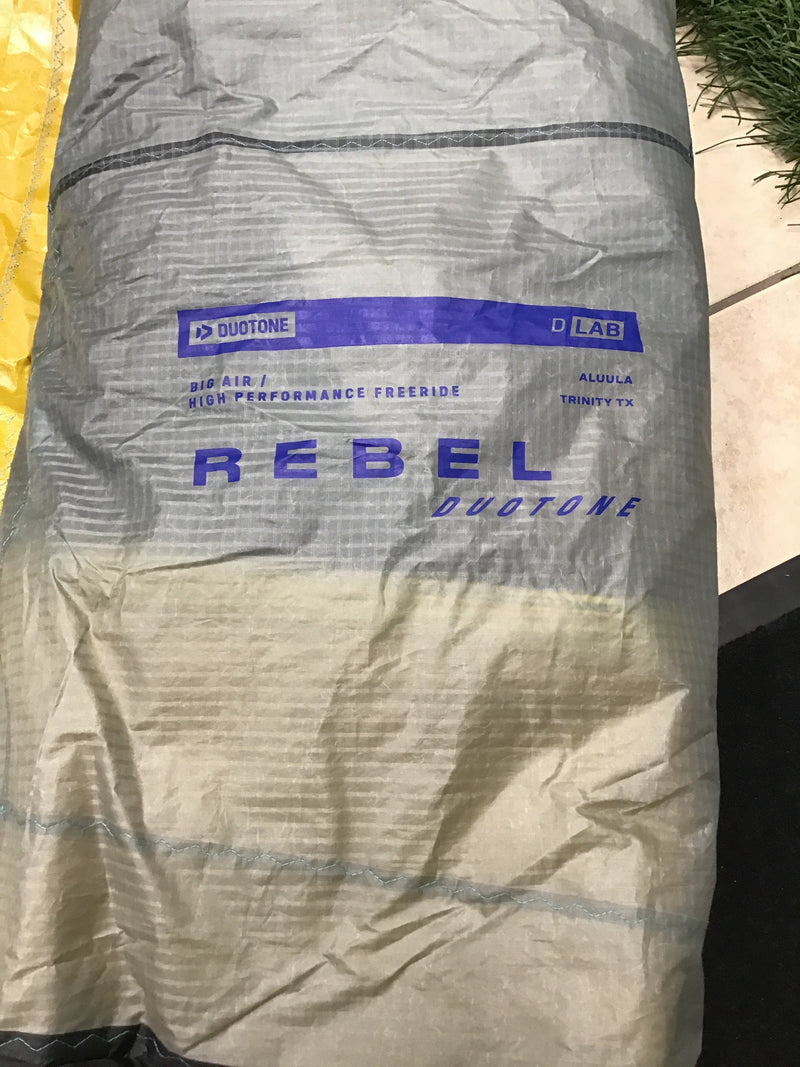 DUOTONE D LAB
BIG AIR / ALUULA
HIGH PERFORMANCE FREERIDE TRINITY TX
REBEL
DUOTONE